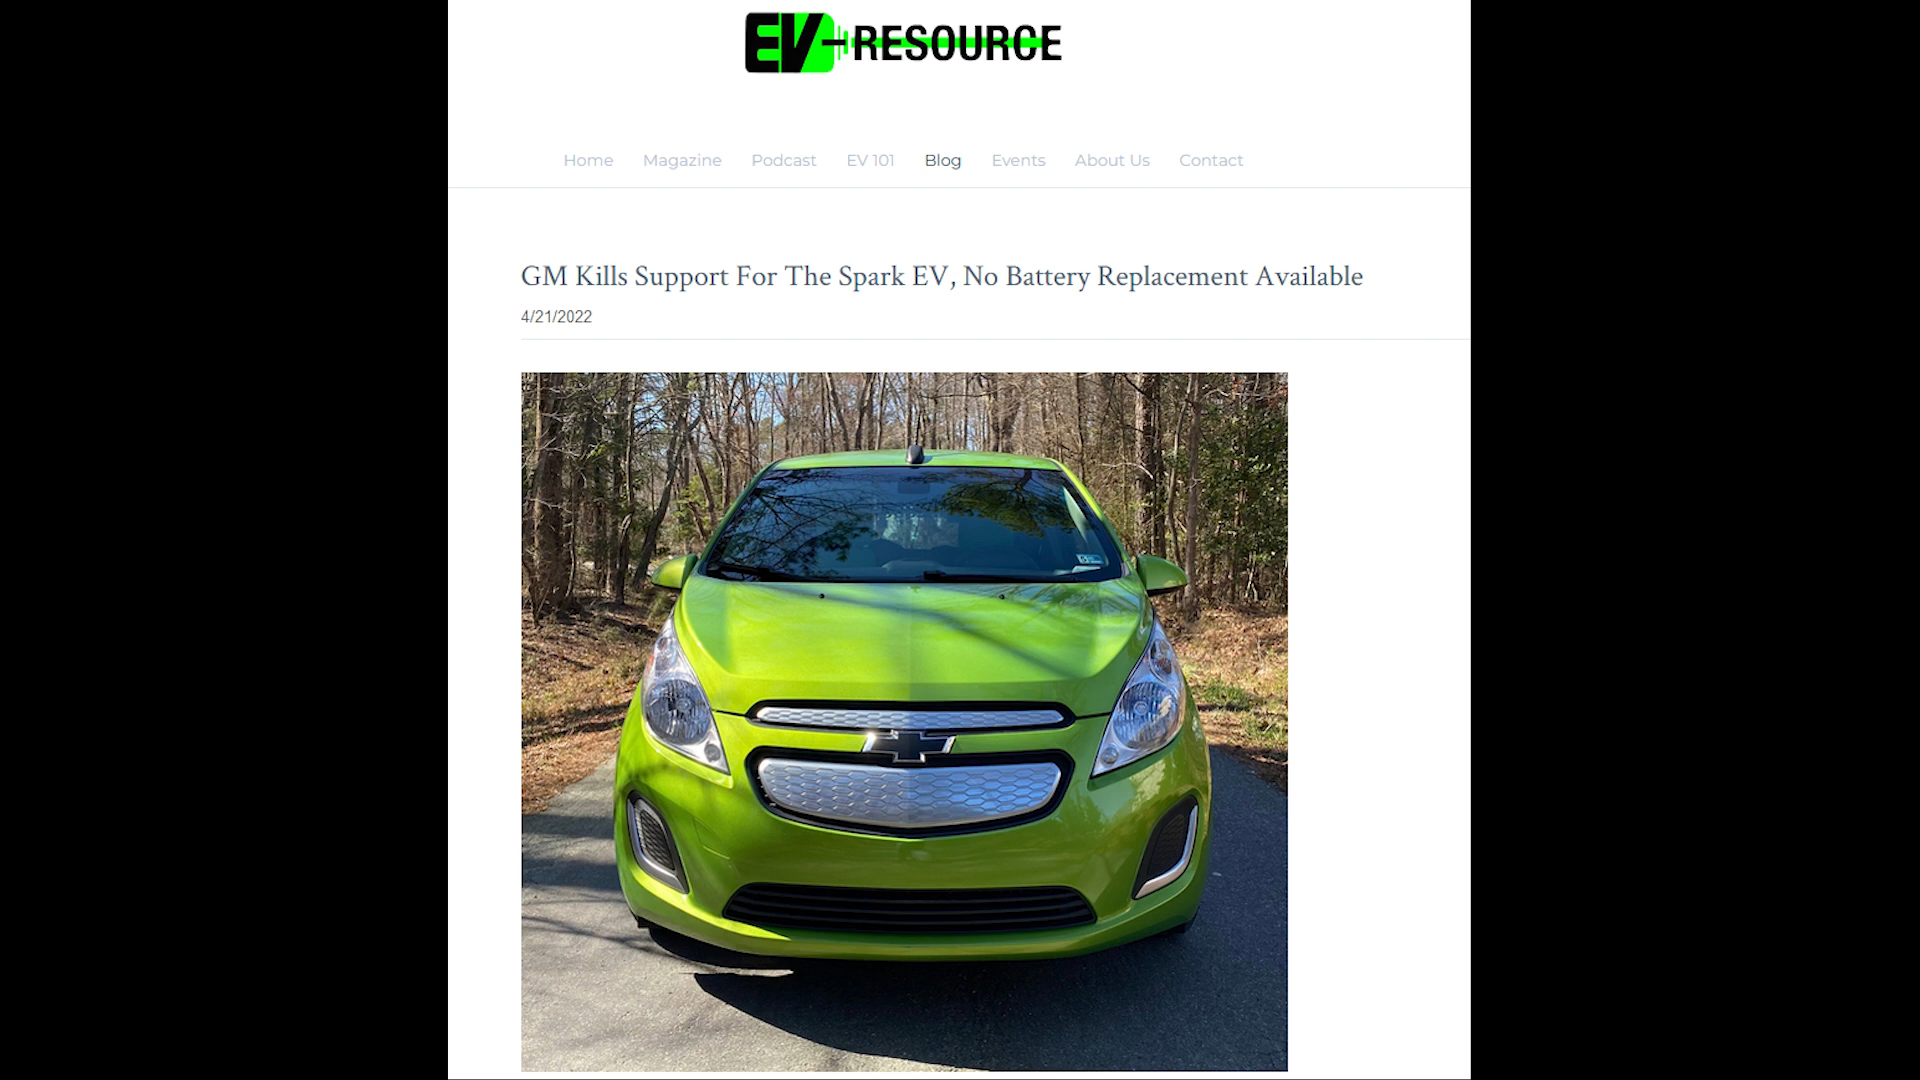 EV-RESOURCE
Home Magazine Podcast EV 101 Blog Events About Us Contact
GM Kills Support For The Spark EV, No Battery Replacement Available
4/21/2022